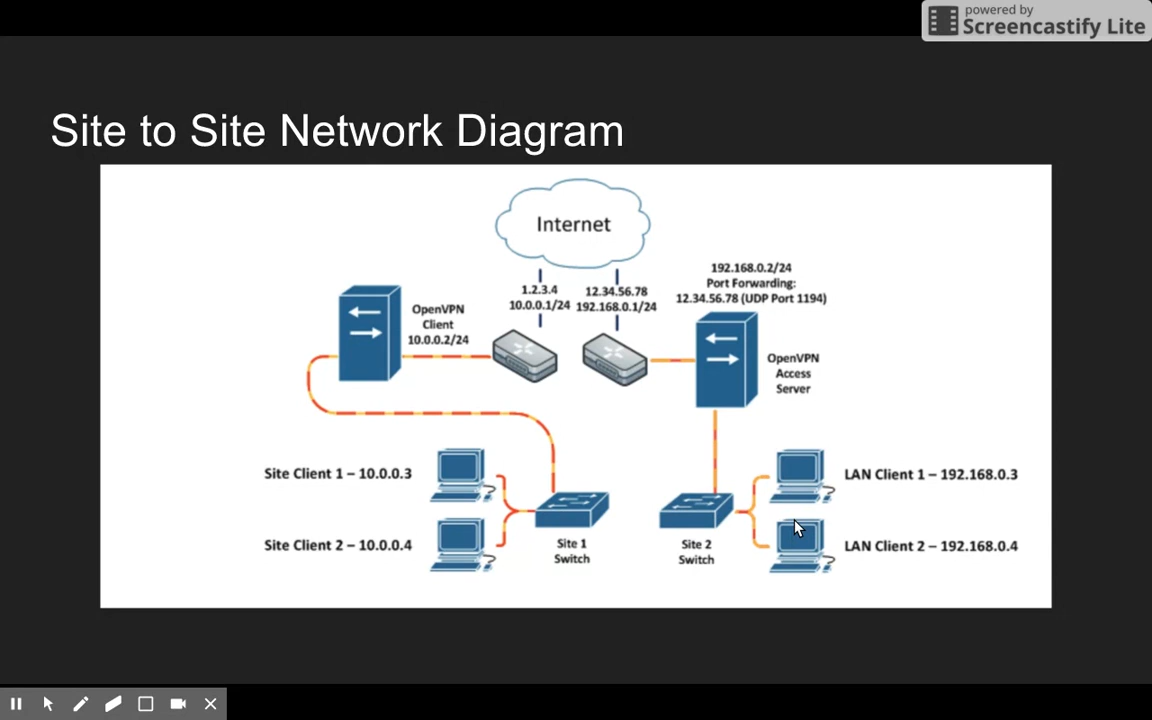 powered by
Screencastify Lite
Site to Site Network Diagram
Internet
192.168.0.2/24
Port Forwarding:
12.34.56.78 (UDP Port 1194)
1.2.3.4
10.0.0.1/24
12.34.56.78
192.168.0.1/24
OpenVPN
Client
10.0.0.2/24
OpenVPN
Access
Server
Site Client 1 – 10.0.0.3
LAN Client 1 – 192.168.0.3
Site Client 2 – 10.0.0.4
Site 1
Switch
Site 2
Switch
LAN Client 2 – 192.168.0.4